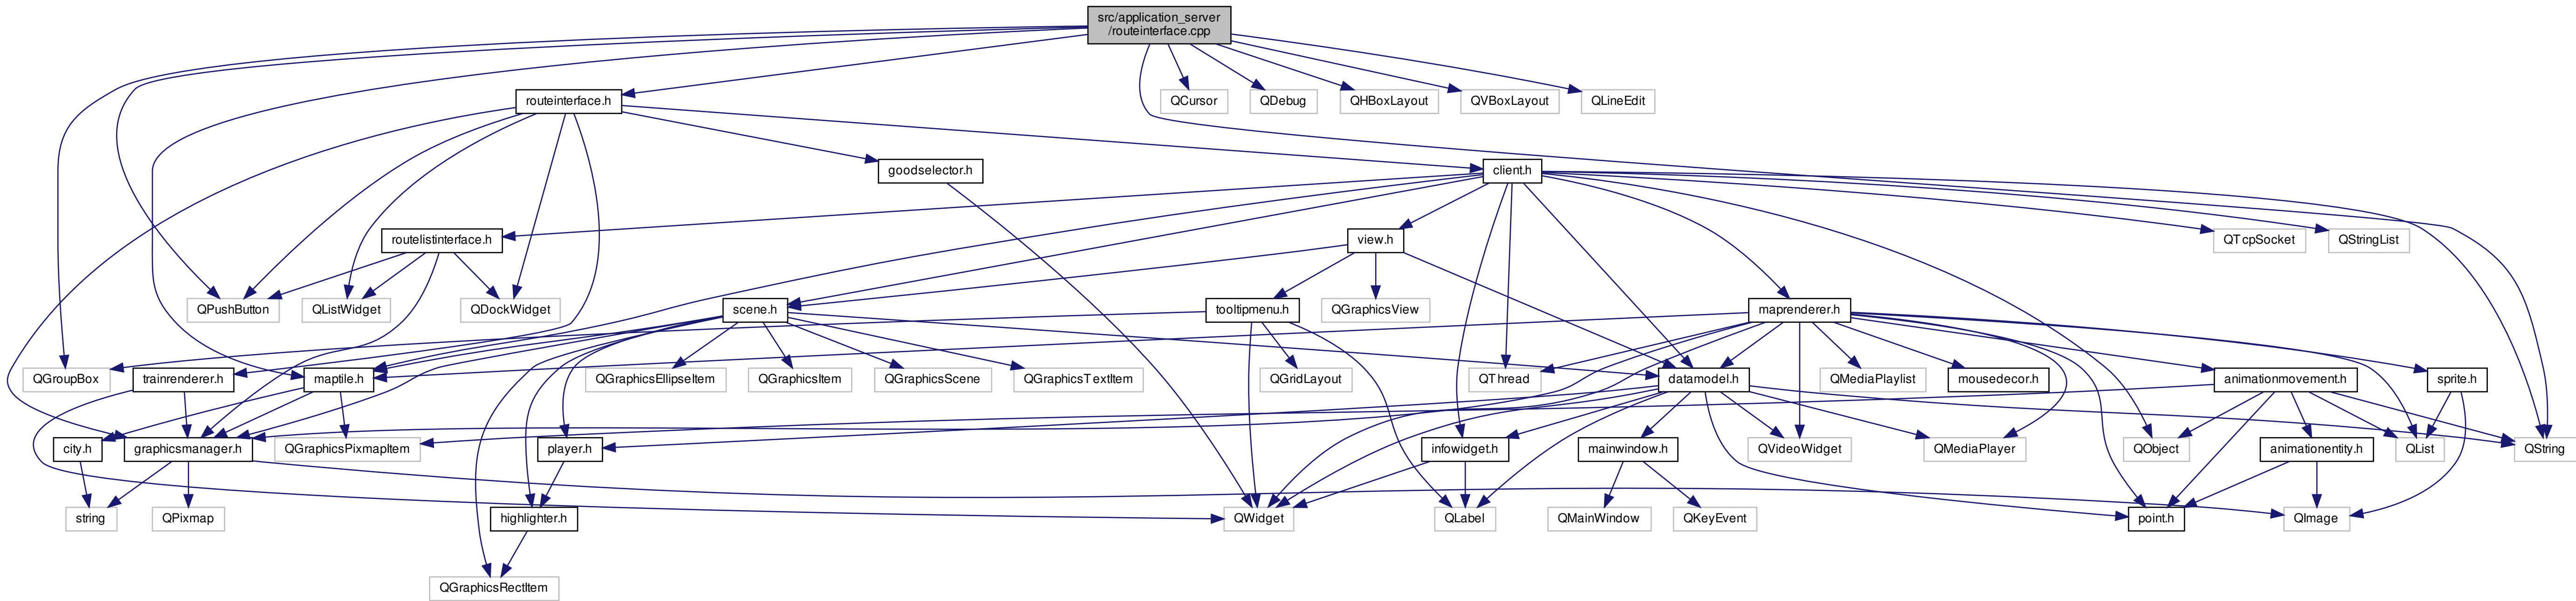 src/application_server
/routeinterface.cpp
routeinterface.h
QCursor
QDebug
QHBoxLayout
QVBoxLayout
QLineEdit
goodselector.h
client.h
routelistinterface.h
view.h
QTcpSocket
QStringList
QPushButton
QListWidget
QDockWidget
scene.h
tooltipmenu.h
QGraphicsView
maprenderer.h
QGroupBox
trainrenderer.h
maptile.h
QGraphicsEllipseItem
QGraphicsItem
QGraphicsScene
QGraphicsTextItem
QGridLayout
QThread
datamodel.h
QMediaPlaylist
mousedecor.h
animationmovement.h
sprite.h
city.h
graphicsmanager.h
QGraphicsPixmapItem
player.h
infowidget.h
mainwindow.h
QVideoWidget
QMediaPlayer
QObject
animationentity.h
QList
QString
string
QPixmap
highlighter.h
QWidget
QLabel
QMainWindow
QKeyEvent
point.h
QImage
QGraphicsRectItem